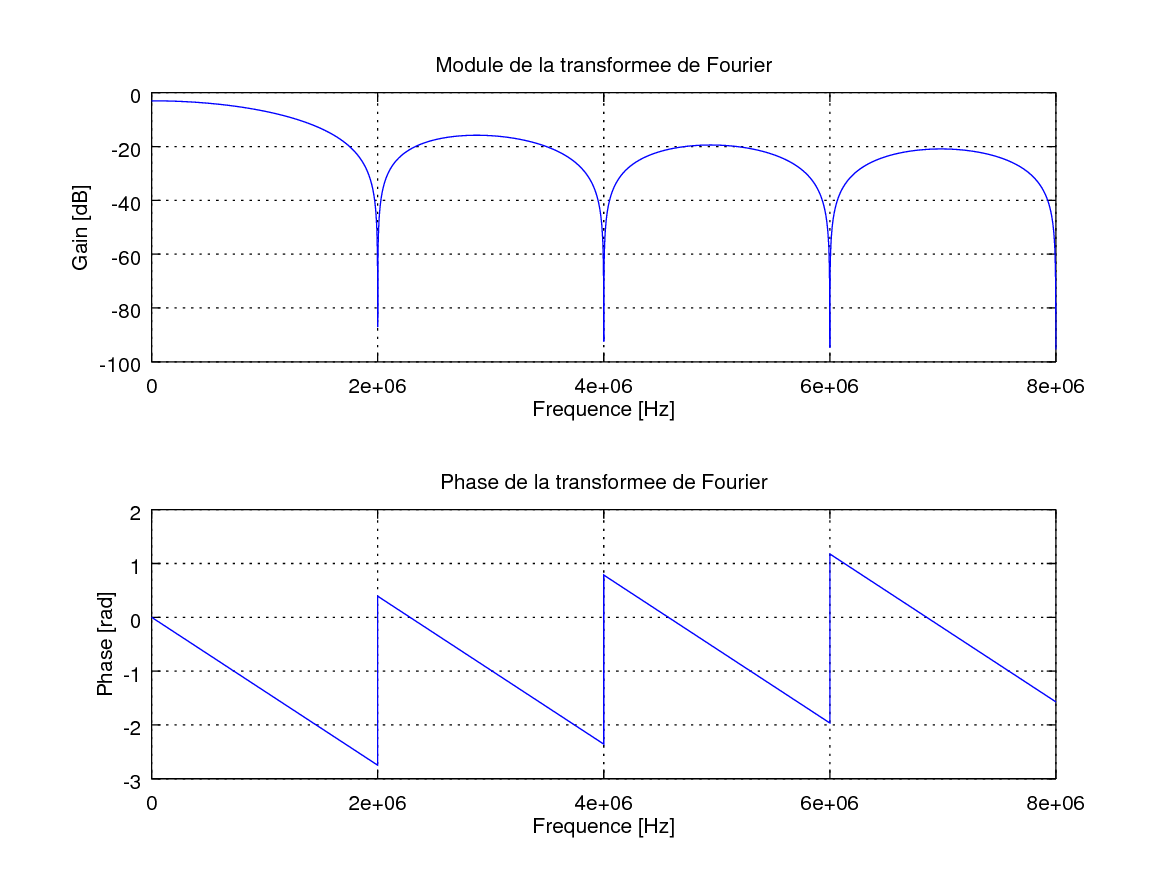 Module de la transformee de Fourier
0
-20
-40
-60
-80
-100
Gain [dB]
0 2e+06 4e+06 6e+06 8e+06
Frequence [Hz]
Phase de la transformee de Fourier
2
1
0
-1
-2
-3
Phase [rad]
0 2e+06 4e+06 6e+06 8e+06
Frequence [Hz]